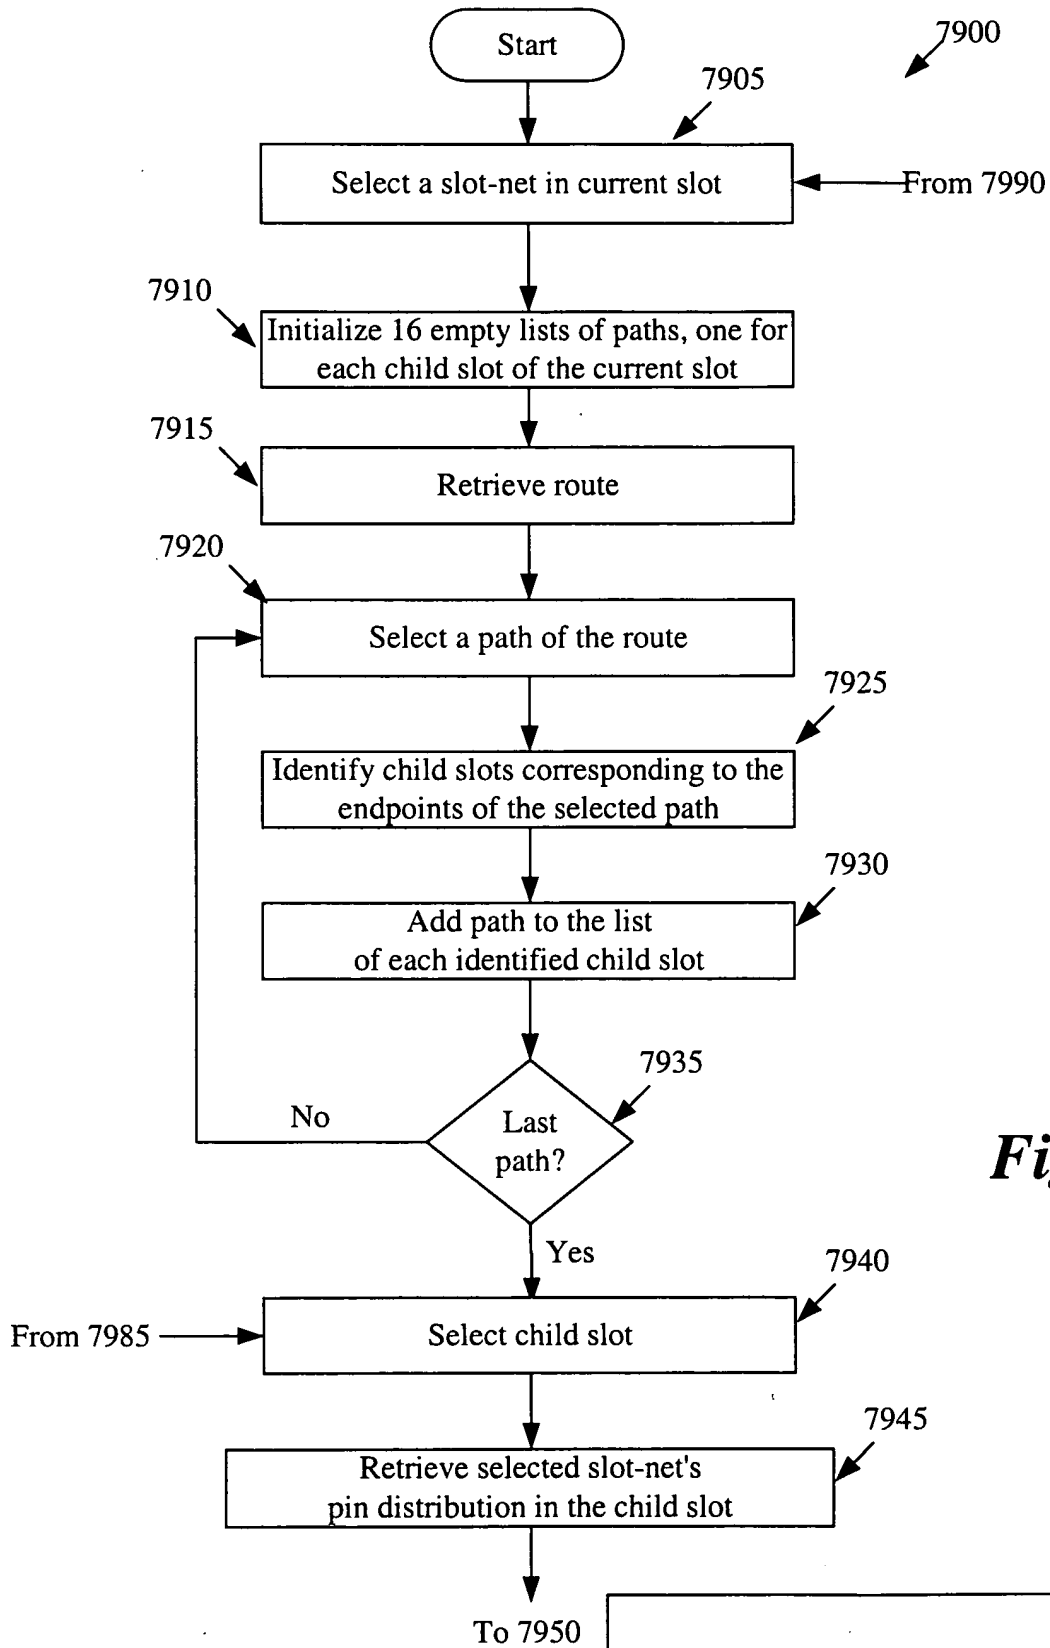 Start
7900
7905
Select a slot-net in current slot
From 7990
7910
Initialize 16 empty lists of paths, one for
each child slot of the current slot
7915
Retrieve route
7920
Select a path of the route
7925
Identify child slots corresponding to the
endpoints of the selected path
7930
Add path to the list
of each identified child slot
7935
Last
path?
No
Yes
7940
From 7985
Select child slot
7945
Retrieve selected slot-net's
pin distribution in the child slot
To 7950